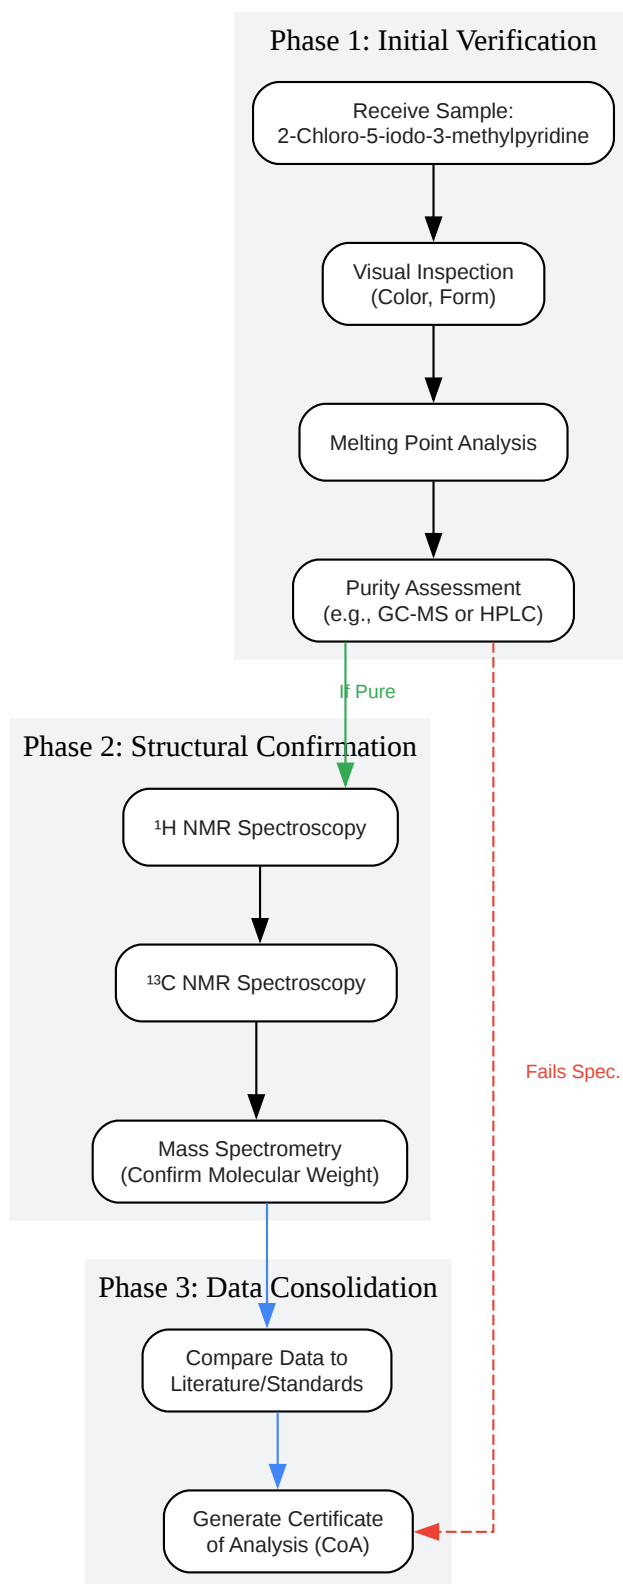 Phase 1: Initial Verification
Receive Sample:
2-Chloro-5-iodo-3-methylpyridine
Visual Inspection
(Color, Form)
Melting Point Analysis
Purity Assessment
(e.g., GC-MS or HPLC)
If Pure
Phase 2: Structural Confirmation
¹H NMR Spectroscopy
¹³C NMR Spectroscopy
Fails Spec.
Mass Spectrometry
(Confirm Molecular Weight)
Phase 3: Data Consolidation
Compare Data to
Literature/Standards
Generate Certificate
of Analysis (CoA)